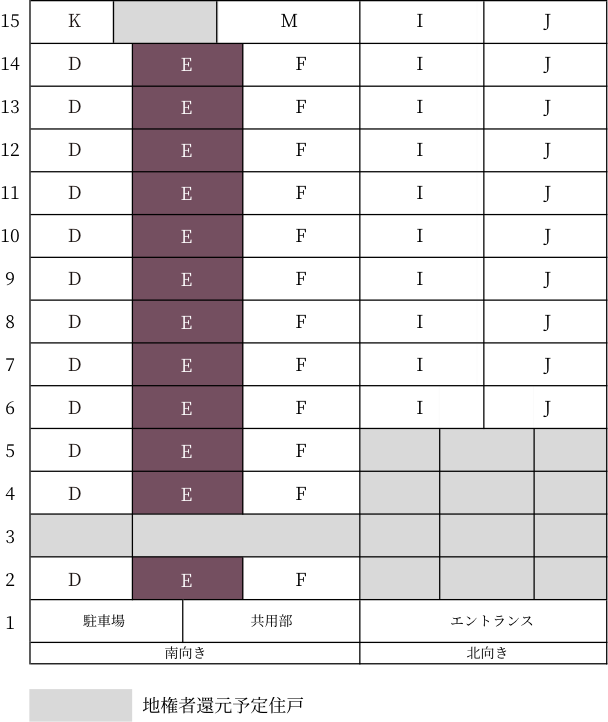 15 K M I J
14 D E F I J
13 D E F I J
12 D E F I J
11 D E F I J
10 D E F I J
9 D E F I J
8 D E F I J
7 D E F I J
6 D E F I J
5 D E F
4 D E F
3
2 D E F
1 駐車場 共用部 エントランス
南向き 北向き
地権者還元予定住戸